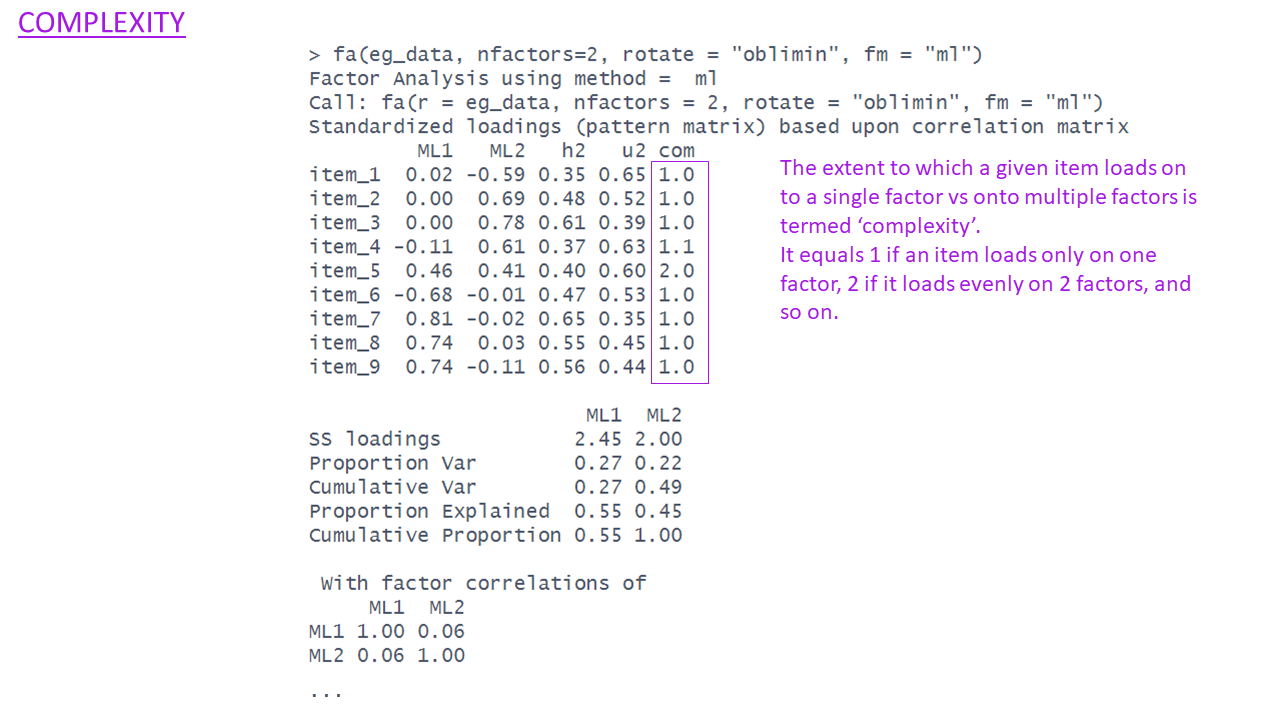 COMPLEXITY
> fa(eg_data, nfactors=2, rotate = "oblimin", fm = "ml")
Factor Analysis using method =  ml
Call: fa(r = eg_data, nfactors = 2, rotate = "oblimin", fm = "ml")
Standardized loadings (pattern matrix) based upon correlation matrix
ML1 ML2 h2 u2 com
item_1 0.02 -0.59 0.35 0.65 1.0
item_2 0.00 0.69 0.48 0.52 1.0
item_3 0.00 0.78 0.61 0.39 1.0
item_4 -0.11 0.61 0.37 0.63 1.1
item_5 0.46 0.41 0.40 0.60 2.0
item_6 -0.68 -0.01 0.47 0.53 1.0
item_7 0.81 -0.02 0.65 0.35 1.0
item_8 0.74 0.03 0.55 0.45 1.0
item_9 0.74 -0.11 0.56 0.44 1.0
The extent to which a given item loads on
to a single factor vs onto multiple factors is
termed ‘complexity’.
It equals 1 if an item loads only on one
factor, 2 if it loads evenly on 2 factors, and
so on.
ML1 ML2
SS loadings 2.45 2.00
Proportion Var 0.27 0.22
Cumulative Var 0.27 0.49
Proportion Explained 0.55 0.45
Cumulative Proportion 0.55 1.00
With factor correlations of
ML1 ML2
ML1 1.00 0.06
ML2 0.06 1.00
...